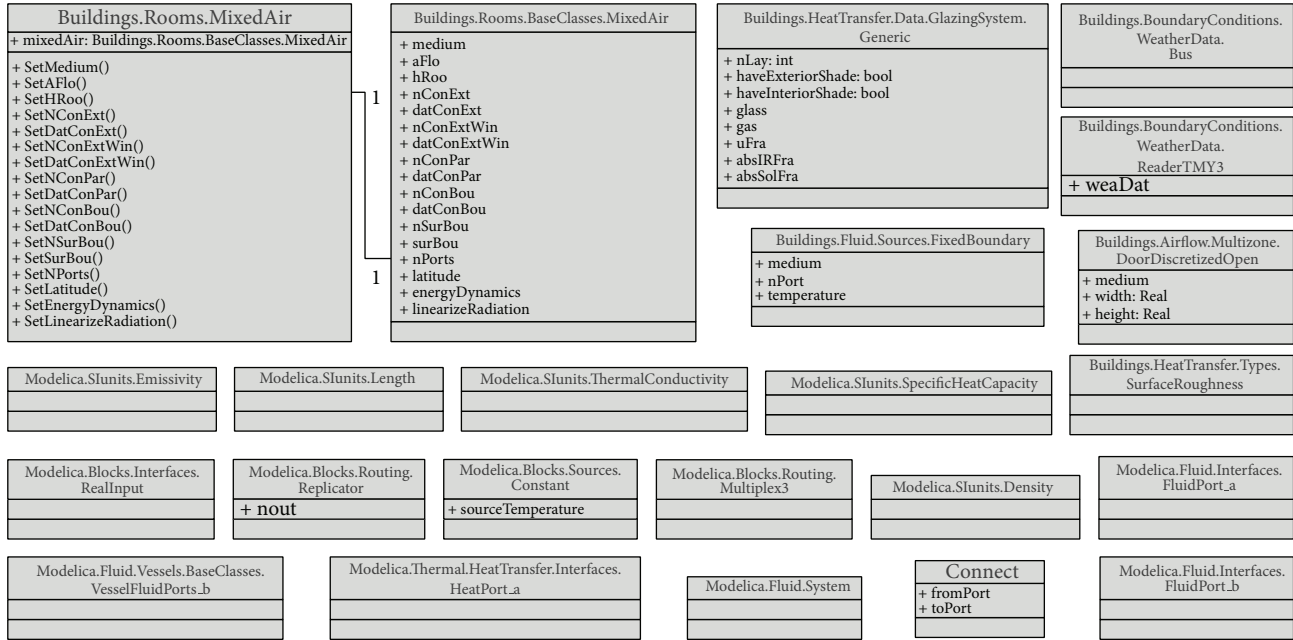 Buildings.Rooms.MixedAir
+ mixedAir: Buildings.Rooms.BaseClasses.MixedAir
+ SetMedium()
+ SetAFlo()
+ SetHRoo()
+ SetNConExt()
+ SetDatConExt()
+ SetNConExtWin()
+ SetDatConExtWin()
+ SetNConPar()
+ SetDatConPar()
+ SetNConBou()
+ SetDatConBou()
+ SetNSurBou()
+ SetSurBou()
+ SetNPorts()
+ SetLatitude()
+ SetEnergyDynamics()
+ SetLinearizeRadiation()
1
1
Buildings.Rooms.BaseClasses.MixedAir
+ medium
+ aFlo
+ hRoo
+ nConExt
+ datConExt
+ nConExtWin
+ datConExtWin
+ nConPar
+ datConPar
+ nConBou
+ datConBou
+ nSurBou
+ surBou
+ nPorts
+ latitude
+ energyDynamics
+ linearizeRadiation
Buildings.HeatTransfer.Data.GlazingSystem.
Generic
+ nLay: int
+ haveExteriorShade: bool
+ haveInteriorShade: bool
+ glass
+ gas
+ uFra
+ absIRFra
+ absSolFra
Buildings.BoundaryConditions.
WeatherData.
Bus
Buildings.BoundaryConditions.
WeatherData.
ReaderTMY3
+ weaDat
Buildings.Fluid.Sources.FixedBoundary
+ medium
+ nPort
+ temperature
Buildings.Airflow.Multizone.
DoorDiscretizedOpen
+ medium
+ width: Real
+ height: Real
Modelica.SIunits.Emissivity
Modelica.SIunits.Length
Modelica.SIunits.ThermalConductivity
Modelica.SIunits.SpecificHeatCapacity
Buildings.HeatTransfer.Types.
SurfaceRoughness
Modelica.Blocks.Interfaces.
RealInput
Modelica.Blocks.Routing.
Replicator
+ nout
Modelica.Blocks.Sources.
Constant
+ sourceTemperature
Modelica.Blocks.Routing.
Multiplex3
Modelica.SIunits.Density
Modelica.Fluid.Interfaces.
FluidPort_a
Modelica.Fluid.Vessels.BaseClasses.
VesselFluidPorts_b
Modelica.Thermal.HeatTransfer.Interfaces.
HeatPort_a
Modelica.Fluid.System
Connect
+ fromPort
+ toPort
Modelica.Fluid.Interfaces.
FluidPort_b